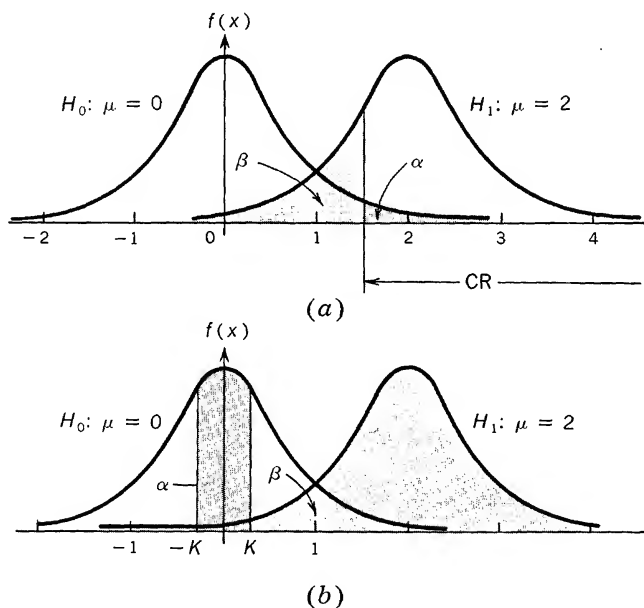 f(x)
H₀: μ = 0
H₁: μ = 2
β
α
-2 -1 0 1 2 3 4
CR
(a)
f(x)
H₀: μ = 0
H₁: μ = 2
α
β
-1 -K K 1
(b)